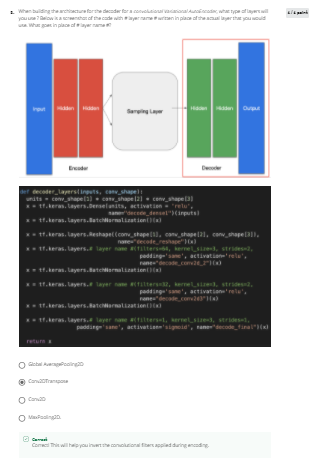 2. When building the architecture for the decoder for a convolutional Variational AutoEncoder, what type of layers will
you use? Below is a screenshot of the code with # layer name # written in place of the actual layer that you would
use. What goes in place of # layer name #?
1 / 1 point
Input
Hidden
Hidden
Sampling Layer
Hidden
Hidden
Output
Encoder
Decoder
def decoder_layers(inputs, conv_shape):
units = conv_shape[1] * conv_shape[2] * conv_shape[3]
x = tf.keras.layers.Dense(units, activation = 'relu',
name="decode_dense1")(inputs)
x = tf.keras.layers.BatchNormalization()(x)
x = tf.keras.layers.Reshape((conv_shape[1], conv_shape[2], conv_shape[3]),
name="decode_reshape")(x)
x = tf.keras.layers.# layer name #(filters=64, kernel_size=3, strides=2,
padding='same', activation='relu',
name="decode_conv2d_2")(x)
x = tf.keras.layers.BatchNormalization()(x)
x = tf.keras.layers.# layer name #(filters=32, kernel_size=3, strides=2,
padding='same', activation='relu',
name="decode_conv2d3")(x)
x = tf.keras.layers.BatchNormalization()(x)
x = tf.keras.layers.# layer name #(filters=1, kernel_size=3, strides=1,
padding='same', activation='sigmoid', name="decode_final")(x)
return x
Global AveragePooling2D
Conv2DTranspose
Conv2D
MaxPooling2D
Correct
Correct! This will help you invert the convolutional filters applied during encoding.